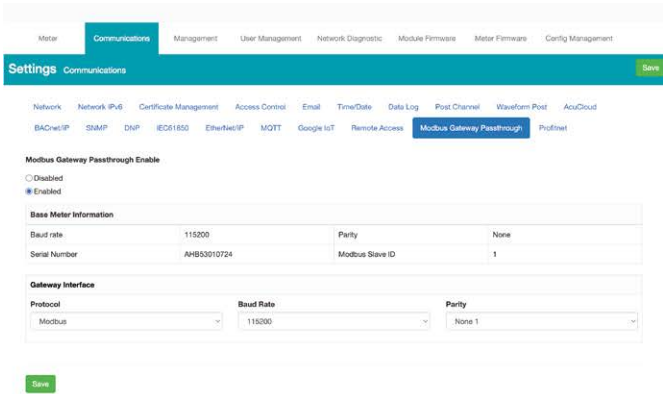 Meter Communications Management User Management Network Diagnostic Module Firmware Meter Firmware Config Management
Settings Communications Save
Network Network IPv6 Certificate Management Access Control Email Time/Date Data Log Post Channel Waveform Post AcuCloud
BACnet/IP SNMP DNP IEC61850 EtherNet/IP MQTT Google IoT Remote Access Modbus Gateway Passthrough Profinet
Modbus Gateway Passthrough Enable
Disabled
Enabled
Base Meter Information
Baud rate 115200 Parity None
Serial Number AHB53010724 Modbus Slave ID 1
Gateway Interface
Protocol Baud Rate Parity
Modbus 115200 None 1
Save